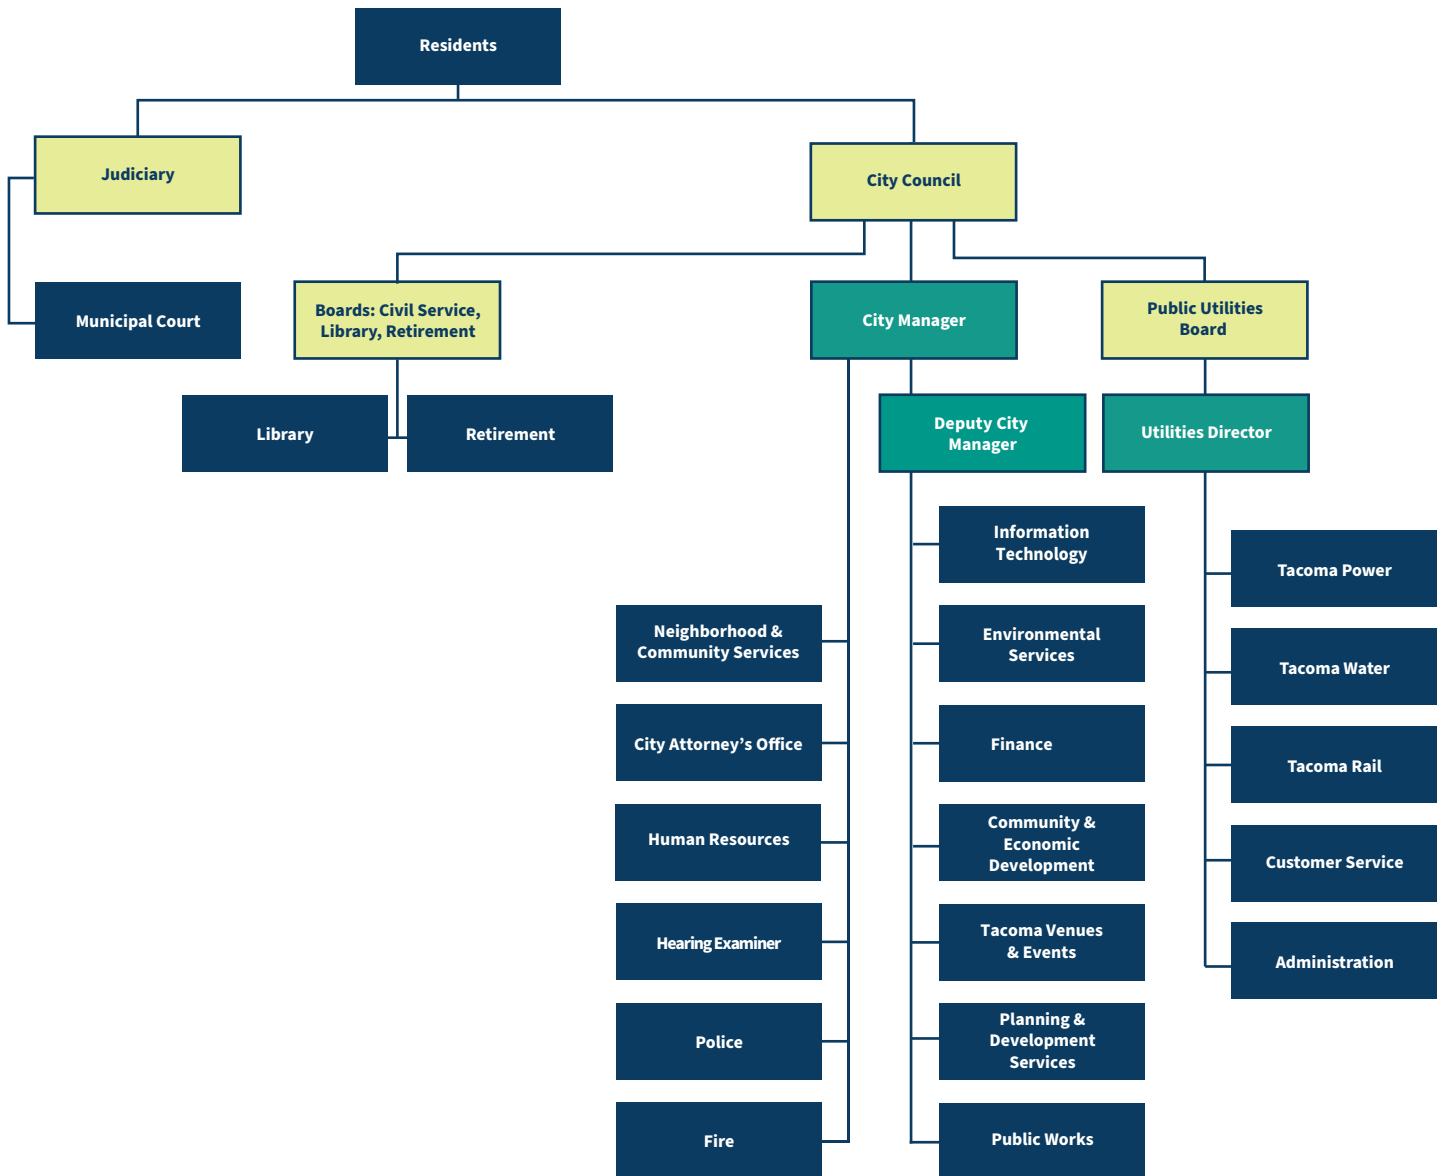 Residents
Judiciary
City Council
Municipal Court
Boards: Civil Service,
Library, Retirement
City Manager
Public Utilities
Board
Library
Retirement
Deputy City
Manager
Utilities Director
Neighborhood &
Community Services
City Attorney’s Office
Human Resources
Hearing Examiner
Police
Fire
Information
Technology
Environmental
Services
Finance
Community &
Economic
Development
Tacoma Venues
& Events
Planning &
Development
Services
Public Works
Tacoma Power
Tacoma Water
Tacoma Rail
Customer Service
Administration